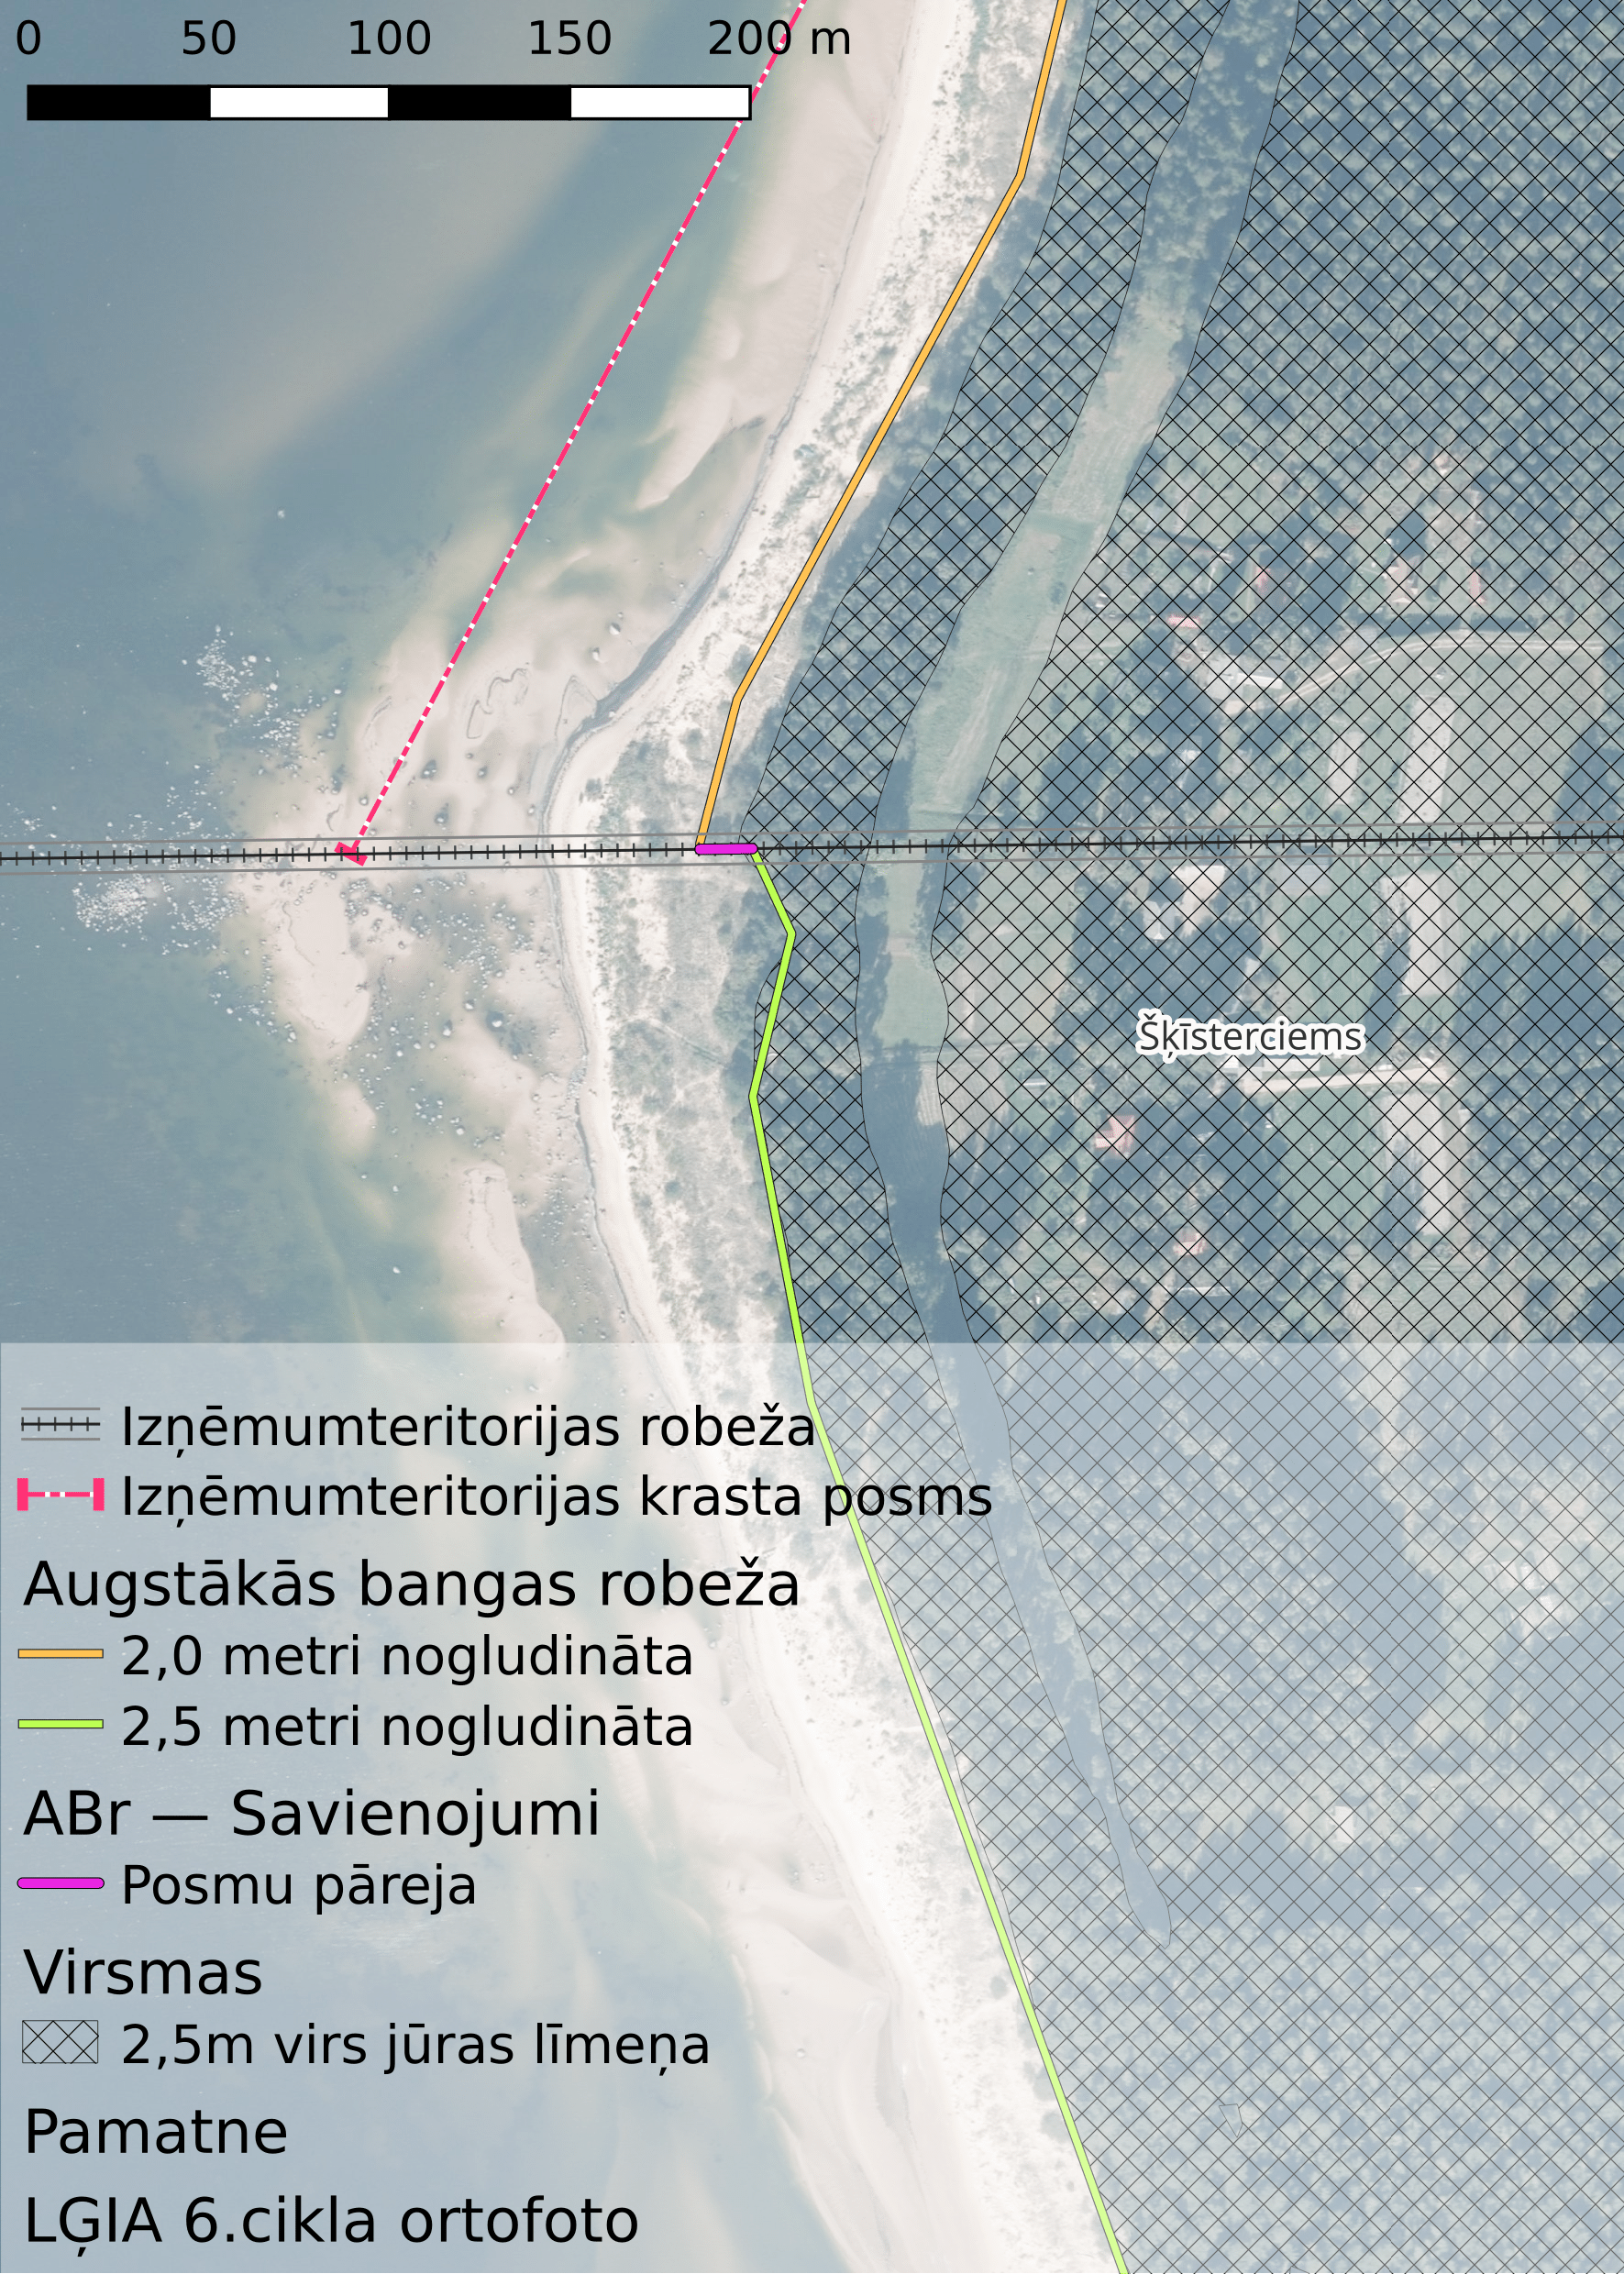 0 50 100 150 200 m
Šķīsterciems
Izņēmumteritorijas robeža
Izņēmumteritorijas krasta posms
Augstākās bangas robeža
2,0 metri nogludināta
2,5 metri nogludināta
ABr — Savienojumi
Posmu pāreja
Virsmas
2,5m virs jūras līmeņa
Pamatne
LĢIA 6.cikla ortofoto